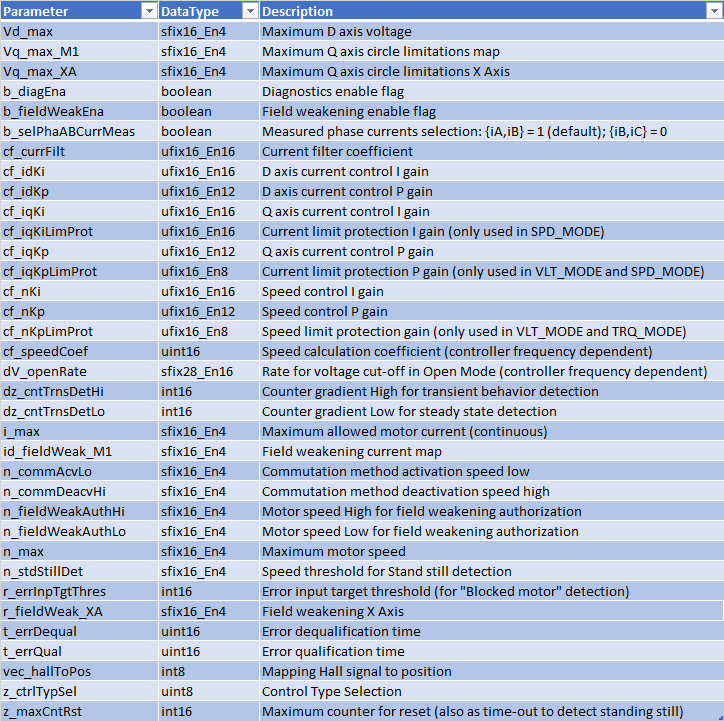 Parameter DataType Description
Vd_max sfix16_En4 Maximum D axis voltage
Vq_max_M1 sfix16_En4 Maximum Q axis circle limitations map
Vq_max_XA sfix16_En4 Maximum Q axis circle limitations X Axis
b_diagEna boolean Diagnostics enable flag
b_fieldWeakEna boolean Field weakening enable flag
b_selPhaABCurrMeas boolean Measured phase currents selection: {iA,iB} = 1 (default); {iB,iC} = 0
cf_currFilt ufix16_En16 Current filter coefficient
cf_idKi ufix16_En16 D axis current control I gain
cf_idKp ufix16_En12 D axis current control P gain
cf_iqKi ufix16_En16 Q axis current control I gain
cf_iqKiLimProt ufix16_En16 Current limit protection I gain (only used in SPD_MODE)
cf_iqKp ufix16_En12 Q axis current control P gain
cf_iqKpLimProt ufix16_En8 Current limit protection P gain (only used in VLT_MODE and SPD_MODE)
cf_nKi ufix16_En16 Speed control I gain
cf_nKp ufix16_En12 Speed control P gain
cf_nKpLimProt ufix16_En8 Speed limit protection gain (only used in VLT_MODE and TRQ_MODE)
cf_speedCoef uint16 Speed calculation coefficient (controller frequency dependent)
dV_openRate sfix28_En16 Rate for voltage cut-off in Open Mode (controller frequency dependent)
dz_cntTrnsDetHi int16 Counter gradient High for transient behavior detection
dz_cntTrnsDetLo int16 Counter gradient Low for steady state detection
i_max sfix16_En4 Maximum allowed motor current (continuous)
id_fieldWeak_M1 sfix16_En4 Field weakening current map
n_commAcvLo sfix16_En4 Commutation method activation speed low
n_commDeacvHi sfix16_En4 Commutation method deactivation speed high
n_fieldWeakAuthHi sfix16_En4 Motor speed High for field weakening authorization
n_fieldWeakAuthLo sfix16_En4 Motor speed Low for field weakening authorization
n_max sfix16_En4 Maximum motor speed
n_stdStillDet sfix16_En4 Speed threshold for Stand still detection
r_errInpTgtThres int16 Error input target threshold (for "Blocked motor" detection)
r_fieldWeak_XA sfix16_En4 Field weakening X Axis
t_errDequal uint16 Error dequalification time
t_errQual uint16 Error qualification time
vec_hallToPos int8 Mapping Hall signal to position
z_ctrlTypSel uint8 Control Type Selection
z_maxCntRst int16 Maximum counter for reset (also as time-out to detect standing still)